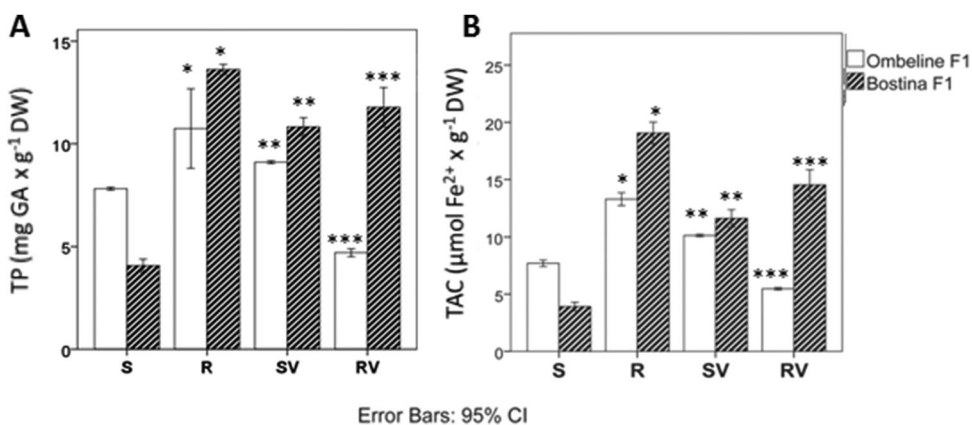 A
TP (mg GA x g⁻¹ DW)
15
10
5
0
* *
** **
*** ***
S R SV RV
B
TAC (µmol Fe²⁺ x g⁻¹ DW)
25
20
15
10
5
0
* *
** **
*** ***
S R SV RV
Ombeline F1
Bostina F1
Error Bars: 95% CI